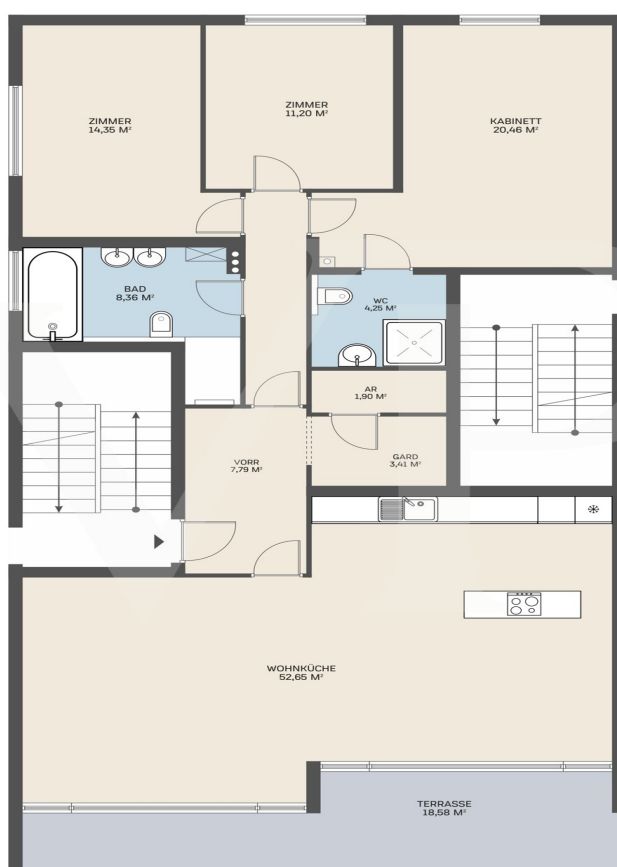 ZIMMER
14,35 M²
ZIMMER
11,20 M²
KABINETT
20,46 M²
BAD
8,36 M²
WC
4,25 M²
AR
1,90 M²
VORR
7,79 M²
GARD
3,41 M²
WOHNKÜCHE
52,65 M²
TERRASSE
18,58 M²